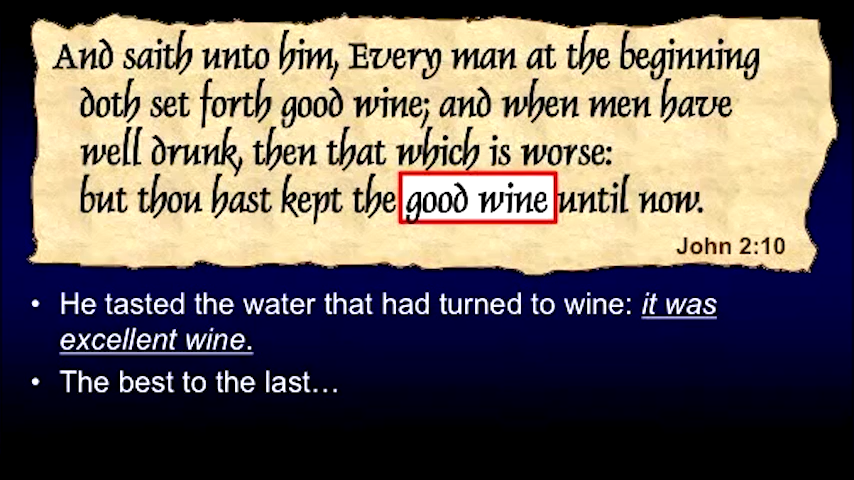 And saith unto him, Every man at the beginning
doth set forth good wine; and when men have
well drunk, then that which is worse:
but thou hast kept the good wine until now.
John 2:10
• He tasted the water that had turned to wine: it was
excellent wine.
• The best to the last…